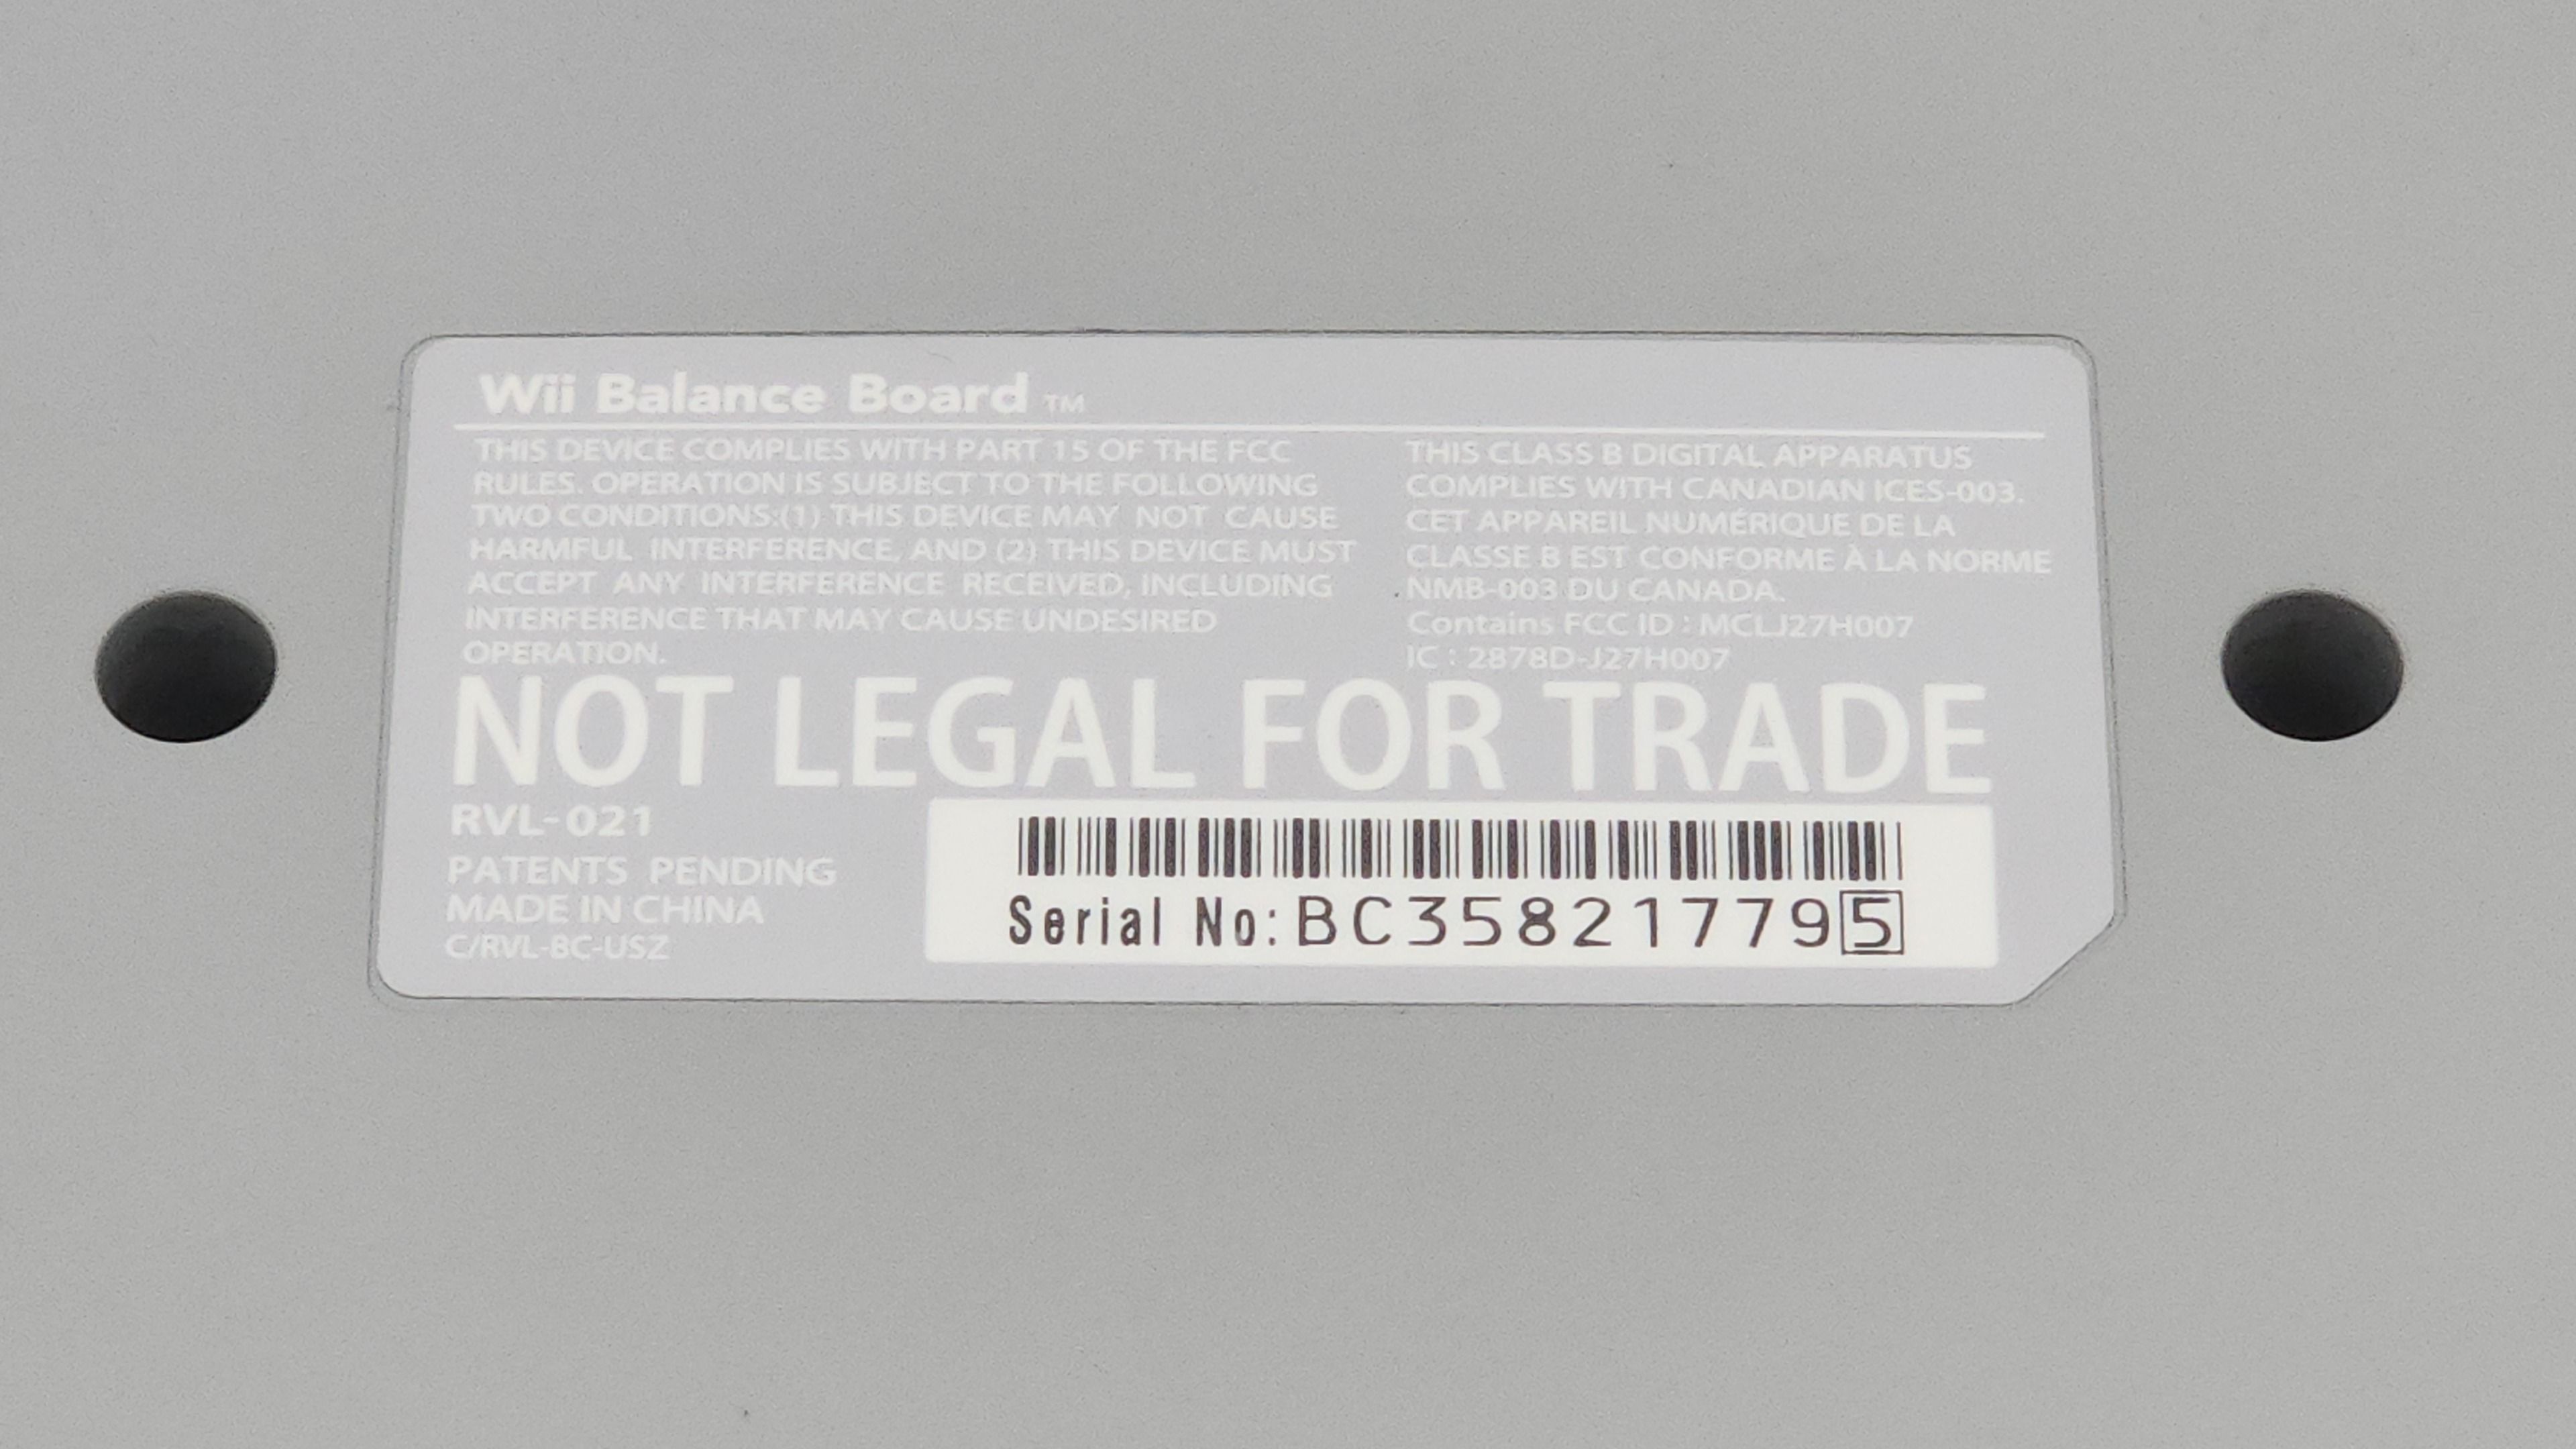 Wii Balance Board TM
THIS DEVICE COMPLIES WITH PART 15 OF THE FCC
RULES. OPERATION IS SUBJECT TO THE FOLLOWING
TWO CONDITIONS:(1) THIS DEVICE MAY NOT CAUSE
HARMFUL INTERFERENCE, AND (2) THIS DEVICE MUST
ACCEPT ANY INTERFERENCE RECEIVED, INCLUDING
INTERFERENCE THAT MAY CAUSE UNDESIRED
OPERATION.
THIS CLASS B DIGITAL APPARATUS
COMPLIES WITH CANADIAN ICES-003.
CET APPAREIL NUMÉRIQUE DE LA
CLASSE B EST CONFORME À LA NORME
NMB-003 DU CANADA.
Contains FCC ID : MCLJ27H007
IC : 2878D-J27H007
NOT LEGAL FOR TRADE
RVL-021
PATENTS PENDING
MADE IN CHINA
C/RVL-BC-USZ
Serial No: BC358217795